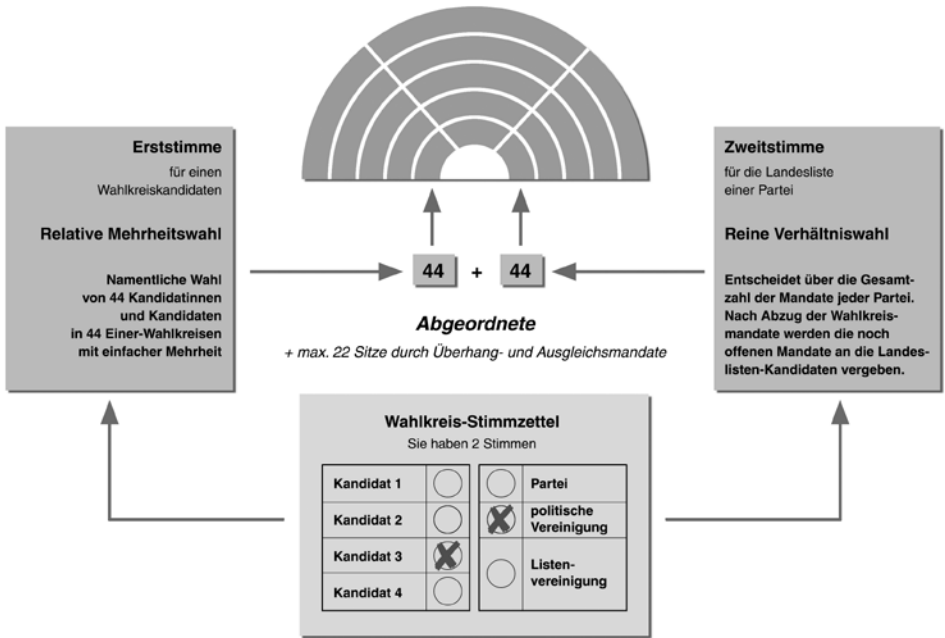 Erststimme
für einen
Wahlkreiskandidaten
Relative Mehrheitswahl
Namentliche Wahl
von 44 Kandidatinnen
und Kandidaten
in 44 Einer-Wahlkreisen
mit einfacher Mehrheit
44 + 44
Abgeordnete
+ max. 22 Sitze durch Überhang- und Ausgleichsmandate
Zweitstimme
für die Landesliste
einer Partei
Reine Verhältniswahl
Entscheidet über die Gesamt-
zahl der Mandate jeder Partei.
Nach Abzug der Wahlkreis-
mandate werden die noch
offenen Mandate an die Landes-
listen-Kandidaten vergeben.
Wahlkreis-Stimmzettel
Sie haben 2 Stimmen
Kandidat 1
Kandidat 2
Kandidat 3
Kandidat 4
Partei
politische
Vereinigung
Listen-
vereinigung